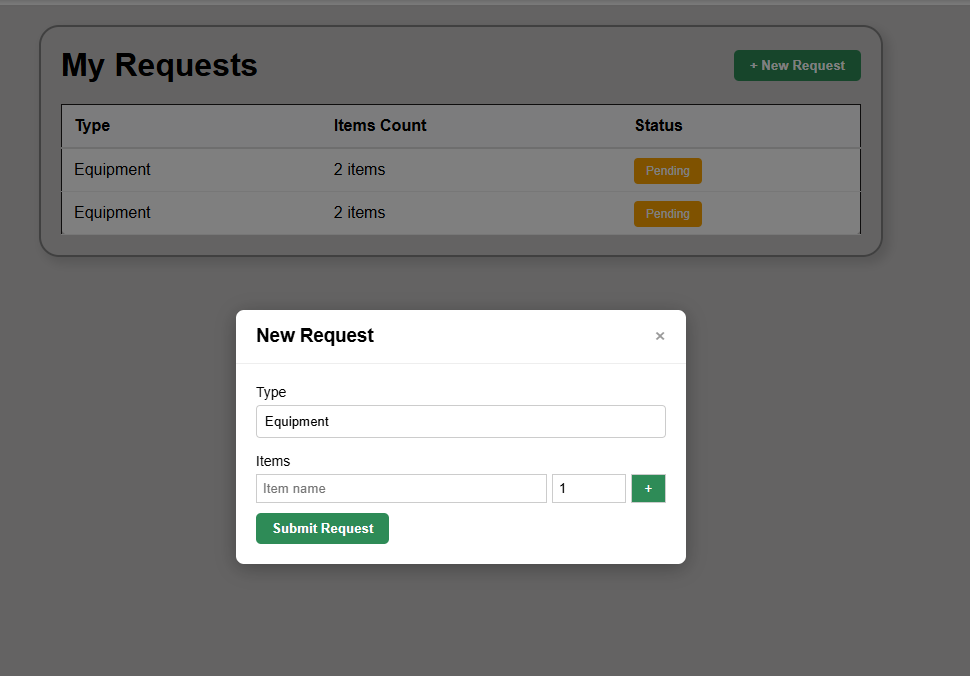 My Requests
+ New Request
Type Items Count Status
Equipment 2 items Pending
Equipment 2 items Pending
New Request ×
Type
Equipment
Items
Item name 1 +
Submit Request